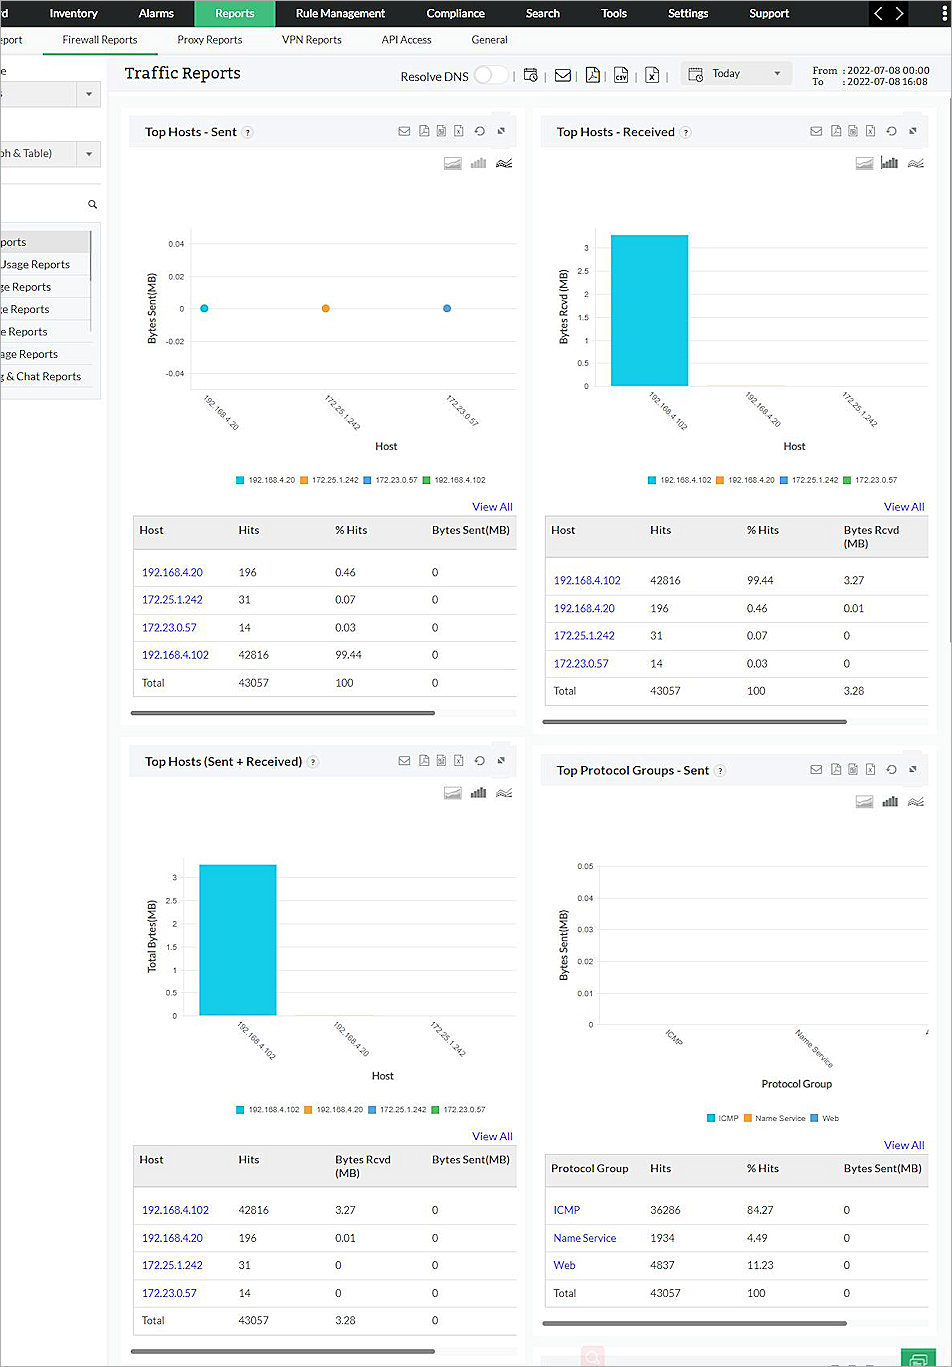 d Inventory Alarms Reports Rule Management Compliance Search Tools Settings Support
eport Firewall Reports Proxy Reports VPN Reports API Access General
e
s
ph & Table)
ports
Usage Reports
ge Reports
e Reports
e Reports
age Reports
g & Chat Reports
Traffic Reports
Resolve DNS
Today
From : 2022-07-08 00:00
To : 2022-07-08 16:08
Top Hosts - Sent ?
0.04
0.02
0
-0.02
-0.04
Bytes Sent(MB)
192.168.4.20 172.25.1.242 172.23.0.57
Host
192.168.4.20 172.25.1.242 172.23.0.57 192.168.4.102
View All
Host Hits % Hits Bytes Sent(MB)
192.168.4.20 196 0.46 0
172.25.1.242 31 0.07 0
172.23.0.57 14 0.03 0
192.168.4.102 42816 99.44 0
Total 43057 100 0
Top Hosts - Received ?
3
2.5
2
1.5
1
0.5
0
Bytes Rcvd (MB)
192.168.4.102 192.168.4.20 172.25.1.242
Host
192.168.4.102 192.168.4.20 172.25.1.242 172.23.0.57
View All
Host Hits % Hits Bytes Rcvd
(MB)
192.168.4.102 42816 99.44 3.27
192.168.4.20 196 0.46 0.01
172.25.1.242 31 0.07 0
172.23.0.57 14 0.03 0
Total 43057 100 3.28
Top Hosts (Sent + Received) ?
3
2.5
2
1.5
1
0.5
0
Total Bytes(MB)
192.168.4.102 192.168.4.20 172.25.1.242
Host
192.168.4.102 192.168.4.20 172.25.1.242 172.23.0.57
View All
Host Hits Bytes Rcvd Bytes Sent(MB)
(MB)
192.168.4.102 42816 3.27 0
192.168.4.20 196 0.01 0
172.25.1.242 31 0 0
172.23.0.57 14 0 0
Total 43057 3.28 0
Top Protocol Groups - Sent ?
0.05
0.04
0.03
0.02
0.01
0
Bytes Sent(MB)
ICMP Name Service
Protocol Group
ICMP Name Service Web
View All
Protocol Group Hits % Hits Bytes Sent(MB)
ICMP 36286 84.27 0
Name Service 1934 4.49 0
Web 4837 11.23 0
Total 43057 100 0